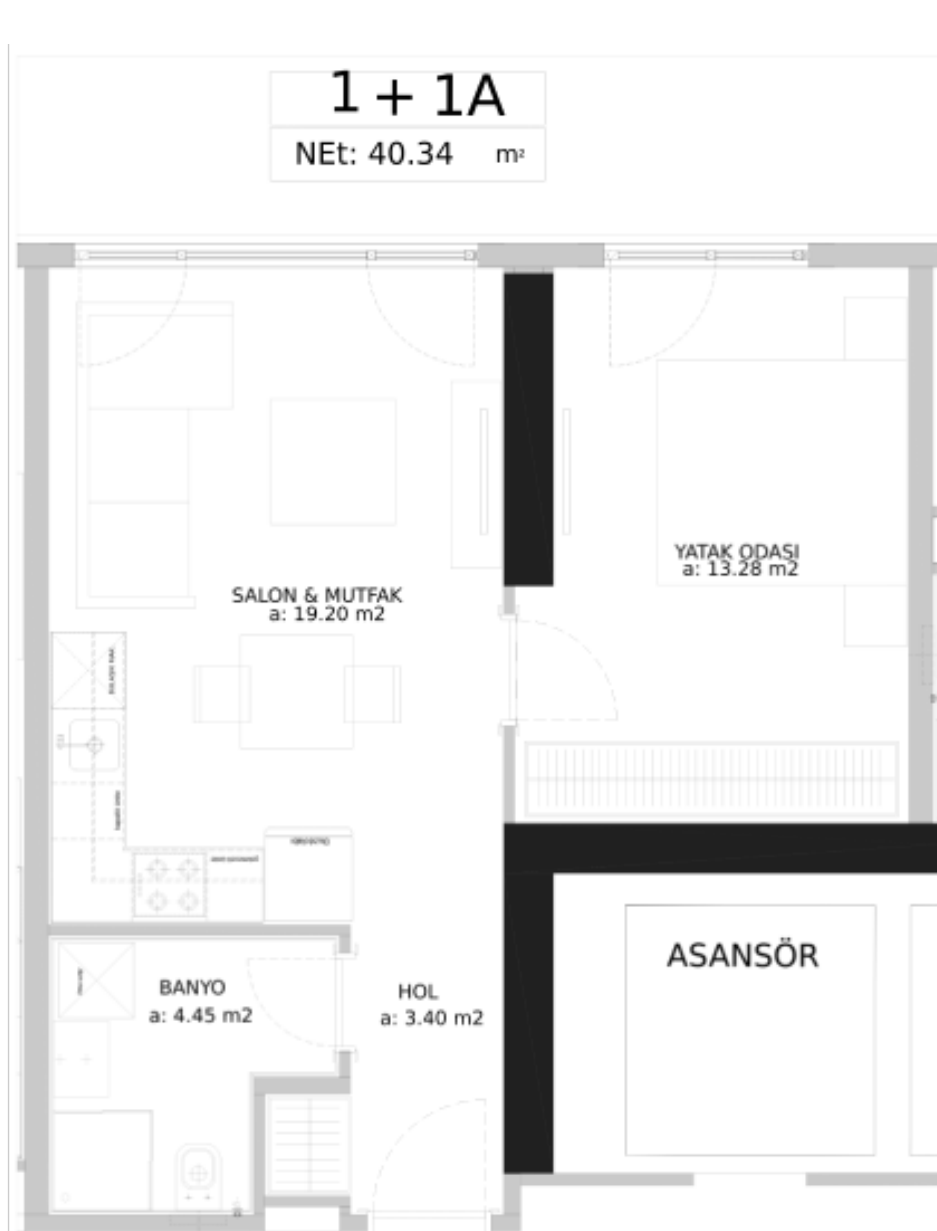 1 + 1A
NEt: 40.34 m²
YATAK ODASI
a: 13.28 m2
SALON & MUTFAK
a: 19.20 m2
ASANSÖR
BANYO
a: 4.45 m2
HOL
a: 3.40 m2